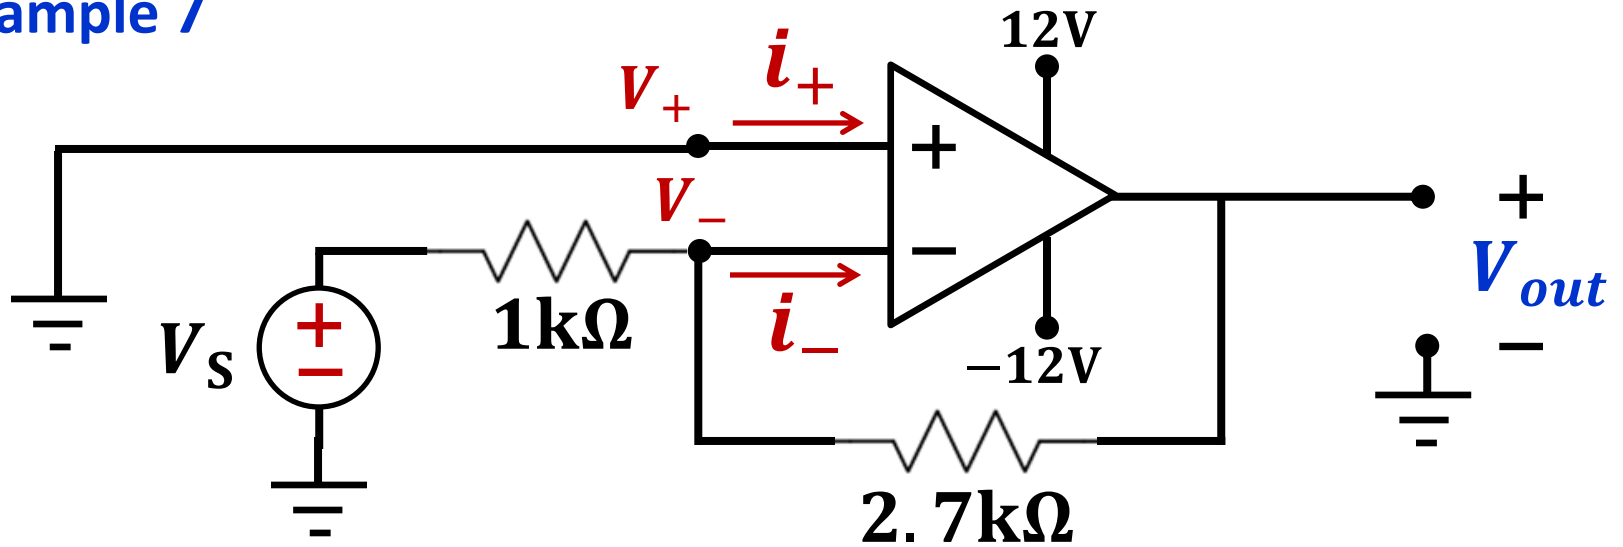 ample 7
12V
i+
V+
+
V−
−
+
1kΩ
i−
Vout
+
VS
−
−
−12V
2.7kΩ